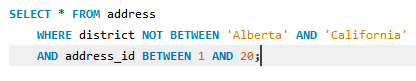 SELECT * FROM address
WHERE district NOT BETWEEN 'Alberta' AND 'California'
AND address_id BETWEEN 1 AND 20;